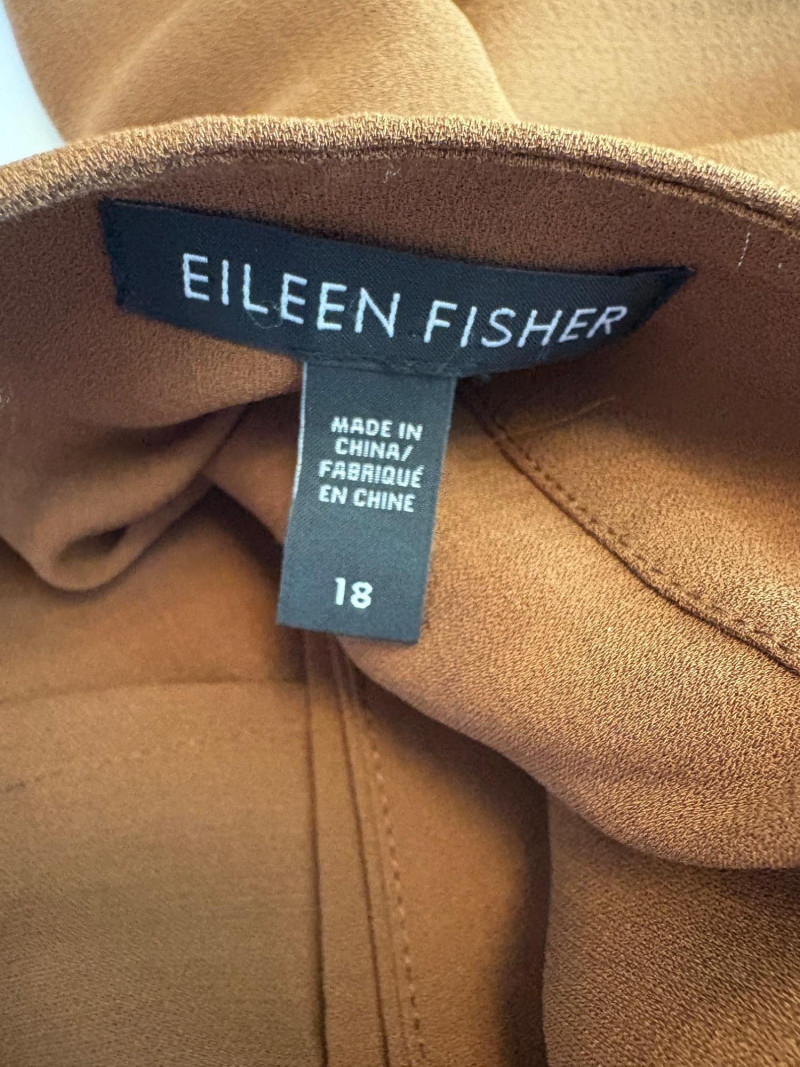 EILEEN FISHER
MADE IN
CHINA/
FABRIQUÉ
EN CHINE
18